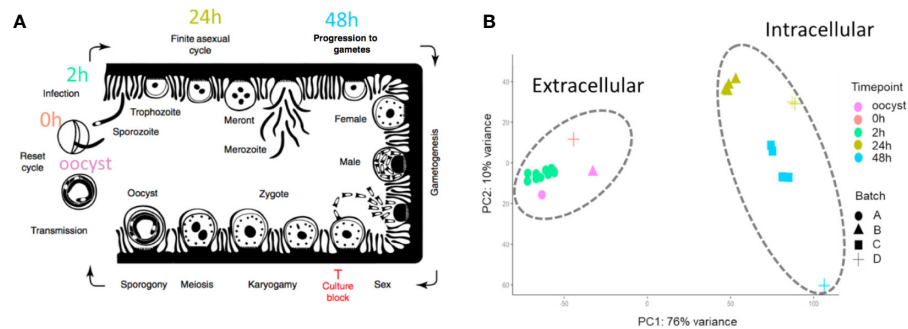 A
24h
Finite asexual
cycle
48h
Progression to
gametes
2h
Infection
0h
Reset
cycle
oocyst
Transmission
Trophozoite
Sporozoite
Meront
Merozoite
Female
Male
Gametogenesis
Oocyst
Zygote
Sporogony
Meiosis
Karyogamy
T
Culture
block
Sex
B
Extracellular
Intracellular
PC2: 10% variance
40
20
0
-20
-40
-60
-50
0
50
100
PC1: 76% variance
Timepoint
oocyst
0h
2h
24h
48h
Batch
A
B
C
D